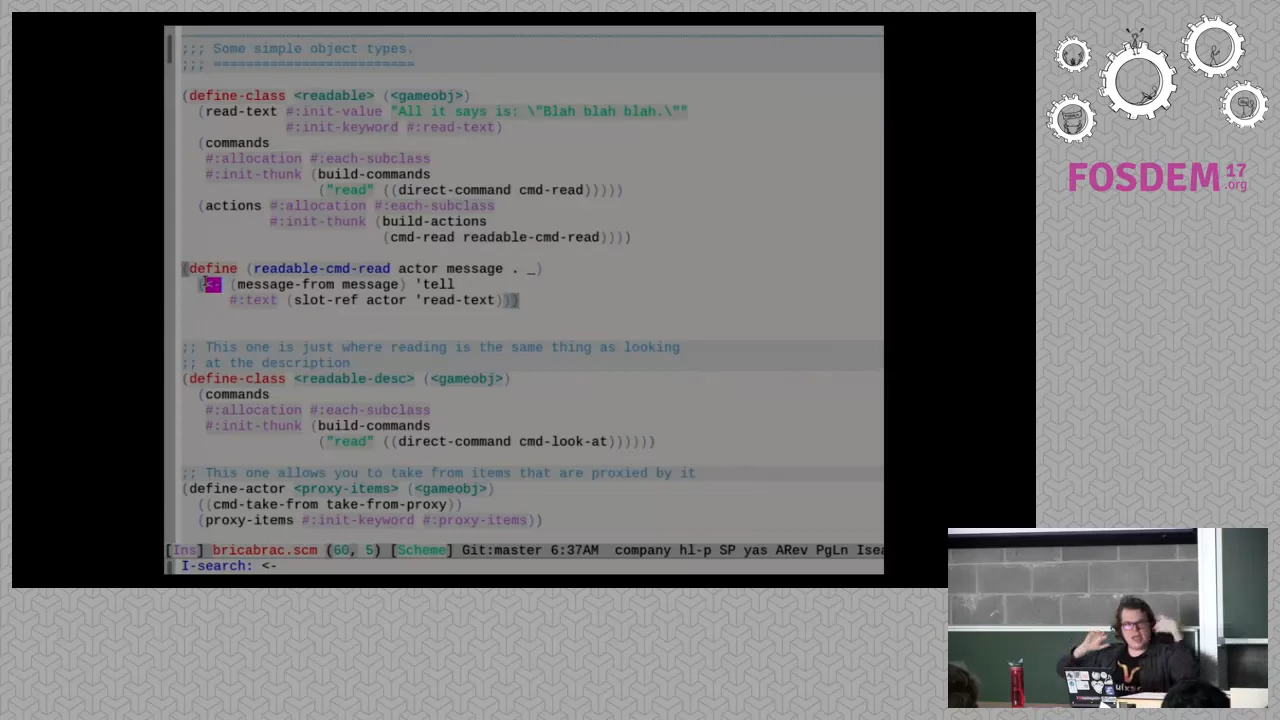 ;;; Some simple object types.
;;; =========================
(define-class <readable> (<gameobj>)
  (read-text #:init-value "All it says is: \"Blah blah blah.\""
             #:init-keyword #:read-text)
  (commands
   #:allocation #:each-subclass
   #:init-thunk (build-commands
                 ("read" ((direct-command cmd-read)))))
  (actions #:allocation #:each-subclass
           #:init-thunk (build-actions
                         (cmd-read readable-cmd-read))))
(define (readable-cmd-read actor message . _)
  (<- (message-from message) 'tell
      #:text (slot-ref actor 'read-text)))
;; This one is just where reading is the same thing as looking
;; at the description
(define-class <readable-desc> (<gameobj>)
  (commands
   #:allocation #:each-subclass
   #:init-thunk (build-commands
                 ("read" ((direct-command cmd-look-at))))))
;; This one allows you to take from items that are proxied by it
(define-actor <proxy-items> (<gameobj>)
  ((cmd-take-from take-from-proxy))
  (proxy-items #:init-keyword #:proxy-items))
[Ins] bricabrac.scm (60, 5) [Scheme] Git:master 6:37AM  company hl-p SP yas ARev PgLn Isea
I-search: <-
FOSDEM 17 .org